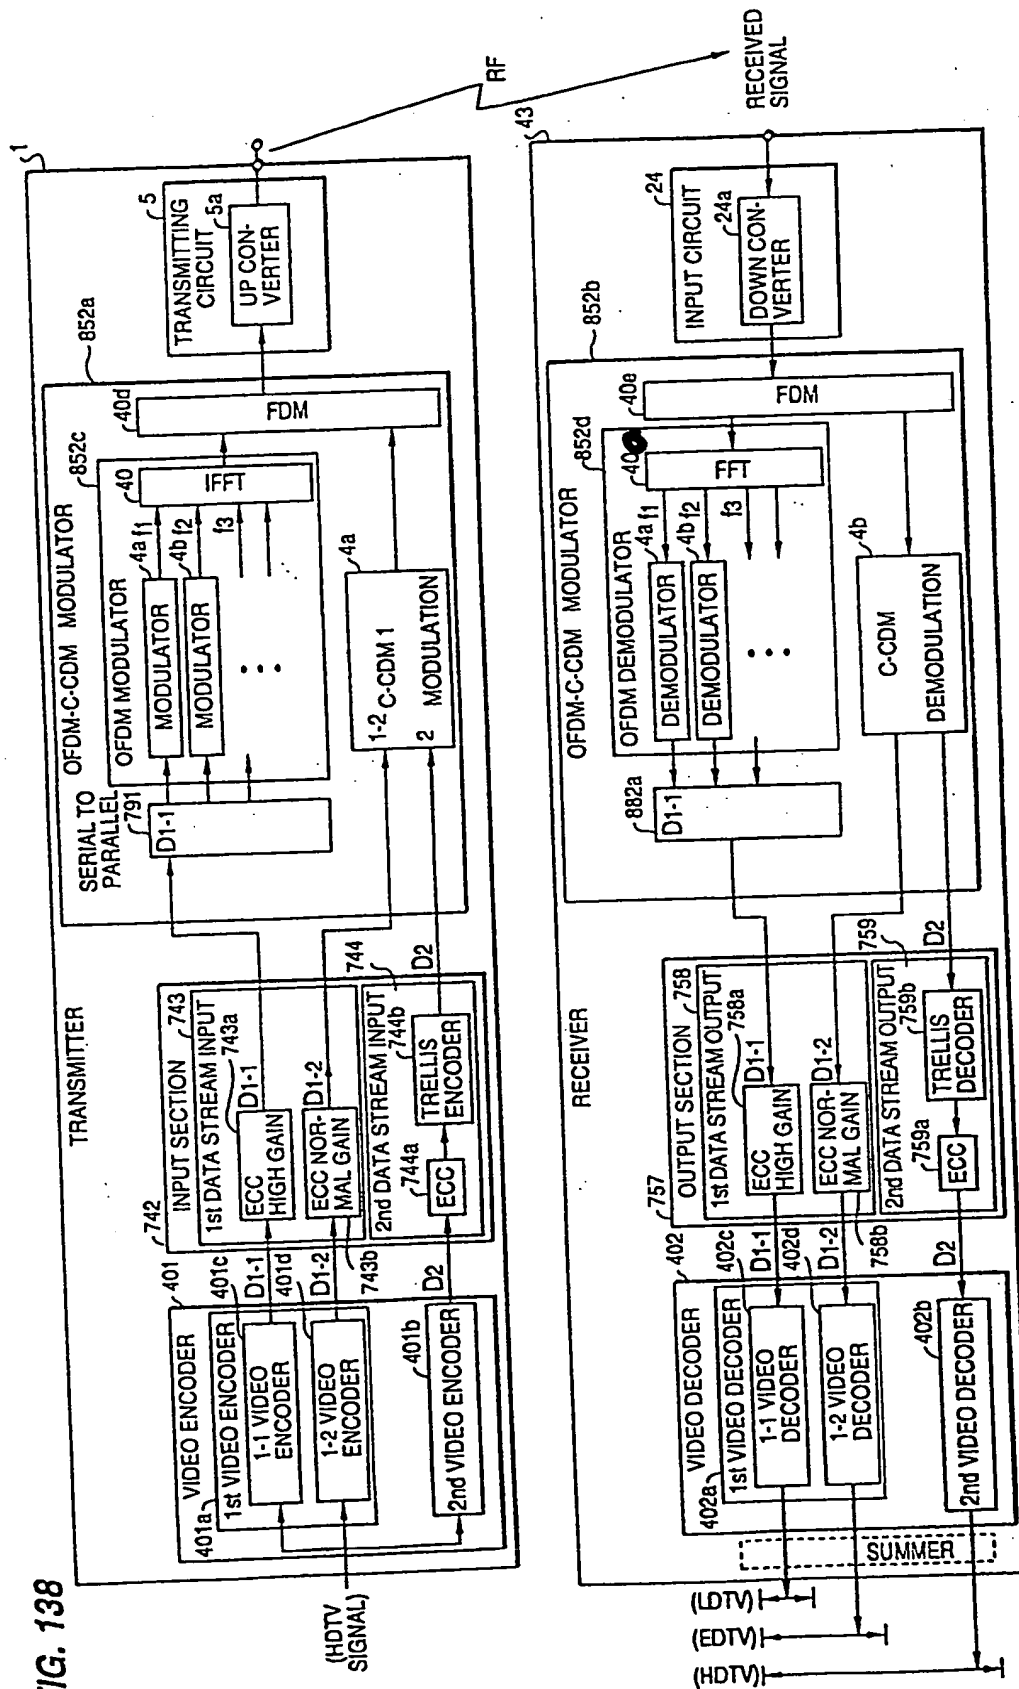 FIG. 138
TRANSMITTER
1
(HDTV
SIGNAL)
VIDEO ENCODER
401
401a
1st VIDEO ENCODER
401c
1-1 VIDEO
ENCODER
401d
1-2 VIDEO
ENCODER
401b
2nd VIDEO ENCODER
D1-1
D1-2
D2
742
INPUT SECTION
743
1st DATA STREAM INPUT
743a
ECC
HIGH GAIN
D1-1
ECC NOR-
MAL GAIN
D1-2
743b
744
2nd DATA STREAM INPUT
744a
ECC
744b
TRELLIS
ENCODER
D2
852a
OFDM-C-CDM MODULATOR
SERIAL TO
PARALLEL
791
D1-1
852c
OFDM MODULATOR
4a
MODULATOR
f1
4b
MODULATOR
f2
f3
40
IFFT
4a
1-2
C-CDM 1
2
MODULATION
40d
FDM
5
TRANSMITTING
CIRCUIT
5a
UP CON-
VERTER
RF
RECEIVED
SIGNAL
RECEIVER
43
INPUT CIRCUIT
24
24a
DOWN CON-
VERTER
852b
OFDM-C-CDM MODULATOR
40e
FDM
852d
OFDM DEMODULATOR
40
FFT
4a
f1
DEMODULATOR
4b
f2
DEMODULATOR
f3
882a
D1-1
4b
C-CDM
DEMODULATION
757
OUTPUT SECTION
758
1st DATA STREAM OUTPUT
758a
ECC
HIGH GAIN
D1-1
ECC NOR-
MAL GAIN
D1-2
758b
759
2nd DATA STREAM OUTPUT
759a
ECC
759b
TRELLIS
DECODER
D2
402
VIDEO DECODER
402a
1st VIDEO DECODER
402c
1-1 VIDEO
DECODER
D1-1
402d
1-2 VIDEO
DECODER
D1-2
402b
2nd VIDEO DECODER
D2
SUMMER
(LDTV)
(EDTV)
(HDTV)